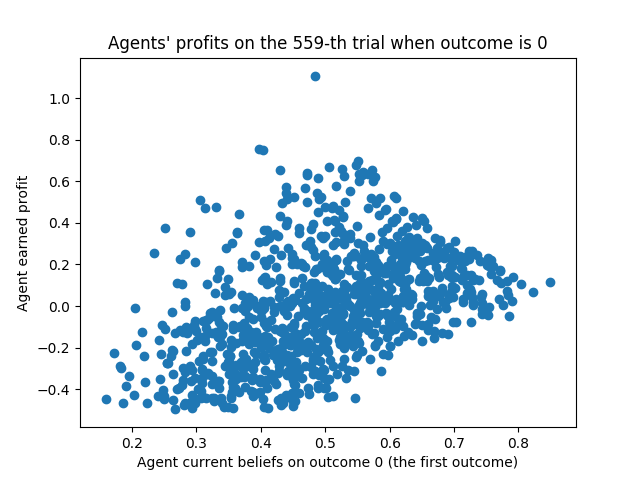 Agents' profits on the 559-th trial when outcome is 0
Agent earned profit
1.0
0.8
0.6
0.4
0.2
0.0
−0.2
−0.4
0.2 0.3 0.4 0.5 0.6 0.7 0.8
Agent current beliefs on outcome 0 (the first outcome)